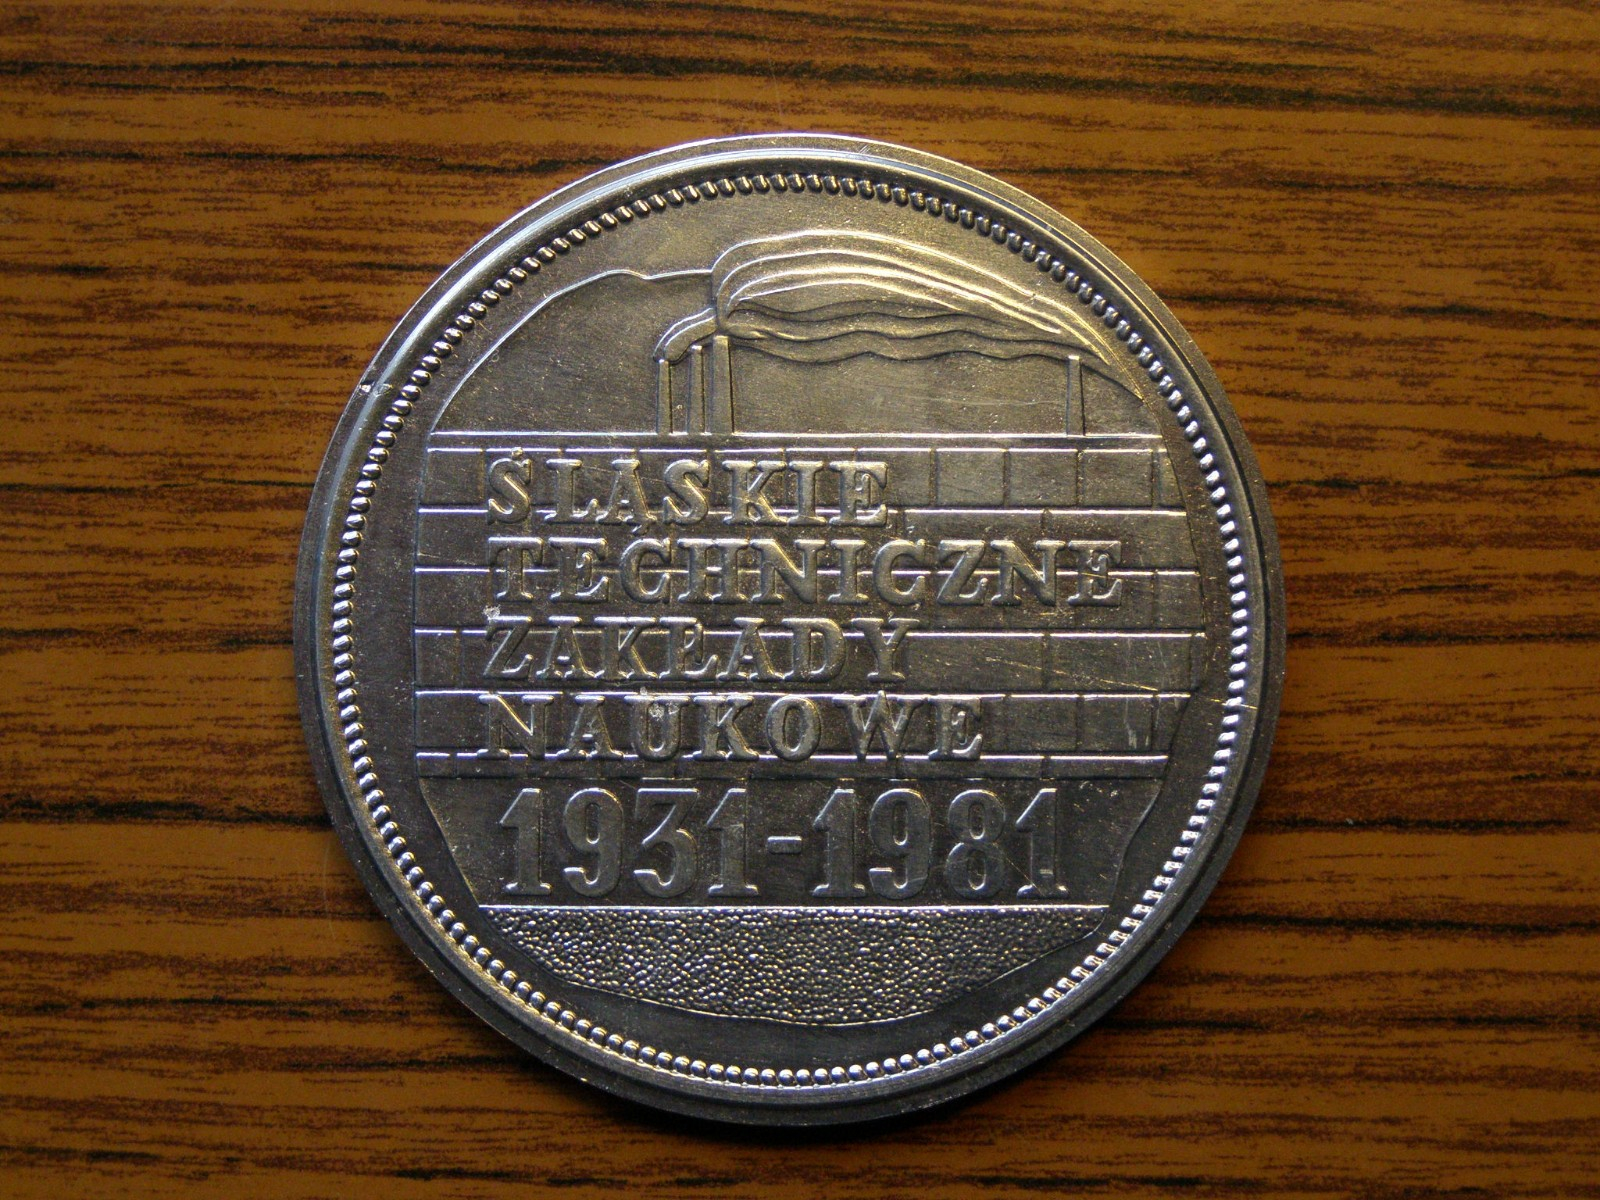 ŚLĄSKIE
TECHNICZNE
ZAKŁADY
NAUKOWE
1931-1981